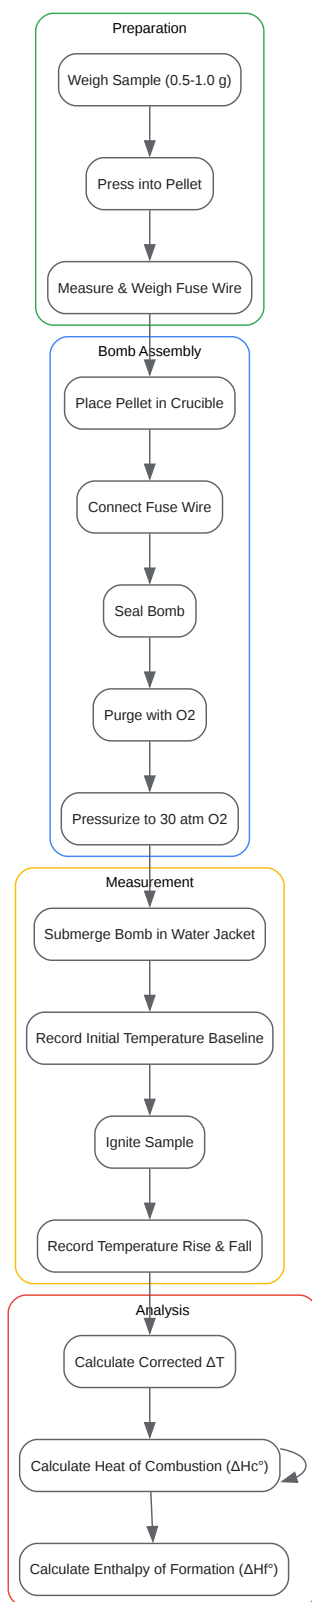 Preparation
Weigh Sample (0.5-1.0 g)
Press into Pellet
Measure & Weigh Fuse Wire
Bomb Assembly
Place Pellet in Crucible
Connect Fuse Wire
Seal Bomb
Purge with O2
Pressurize to 30 atm O2
Measurement
Submerge Bomb in Water Jacket
Record Initial Temperature Baseline
Ignite Sample
Record Temperature Rise & Fall
Analysis
Calculate Corrected ΔT
Calculate Heat of Combustion (ΔHc°)
Calculate Enthalpy of Formation (ΔHf°)